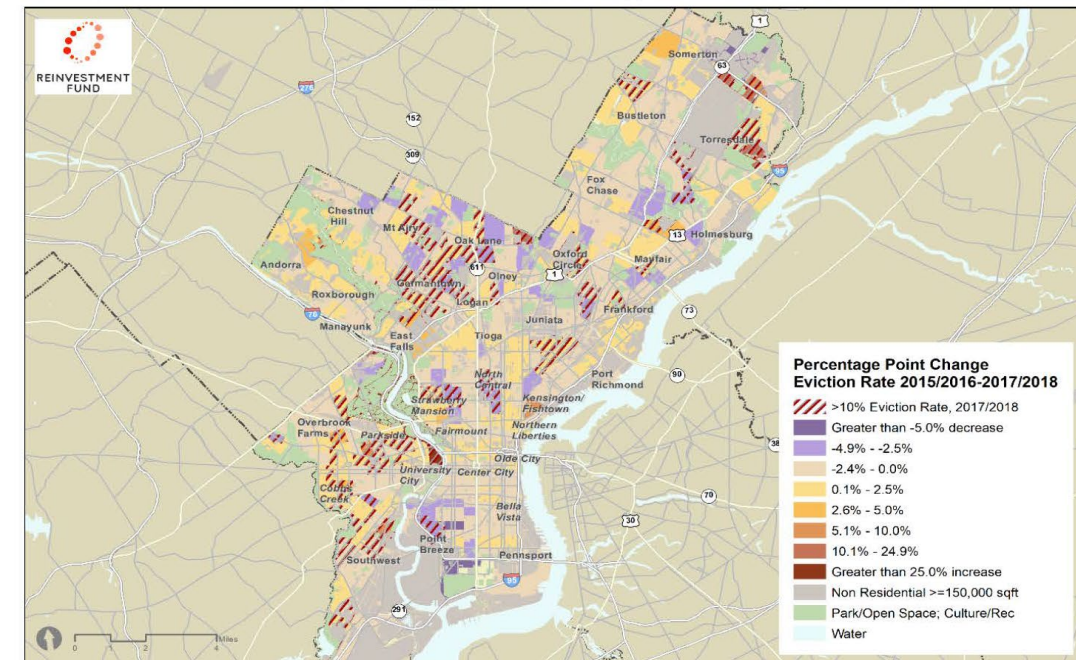 REINVESTMENT
FUND
1
Somerton
63
276
Bustleton
152
Torresdale
309
95
Fox
Chase
Chestnut
Hill
Mt Airy
13
Holmesburg
Oak Lane
Oxford
Circle
Mayfair
Andorra
611
1
Germantown
Olney
Roxborough
Logan
Frankford
73
76
Manayunk
Juniata
East
Falls
Tioga
90
Port
Richmond
North
Central
Strawberry
Mansion
Kensington/
Fishtown
Overbrook
Farms
Parkside
Fairmount
Northern
Liberties
Olde City
University
City
Center City
Cobbs
Creek
70
Bella
Vista
30
Point
Breeze
Southwest
Pennsport
95
291
Miles
0 1 2 4
Percentage Point Change
Eviction Rate 2015/2016-2017/2018
>10% Eviction Rate, 2017/2018
Greater than -5.0% decrease
-4.9% - -2.5%
-2.4% - 0.0%
0.1% - 2.5%
2.6% - 5.0%
5.1% - 10.0%
10.1% - 24.9%
Greater than 25.0% increase
Non Residential >=150,000 sqft
Park/Open Space; Culture/Rec
Water